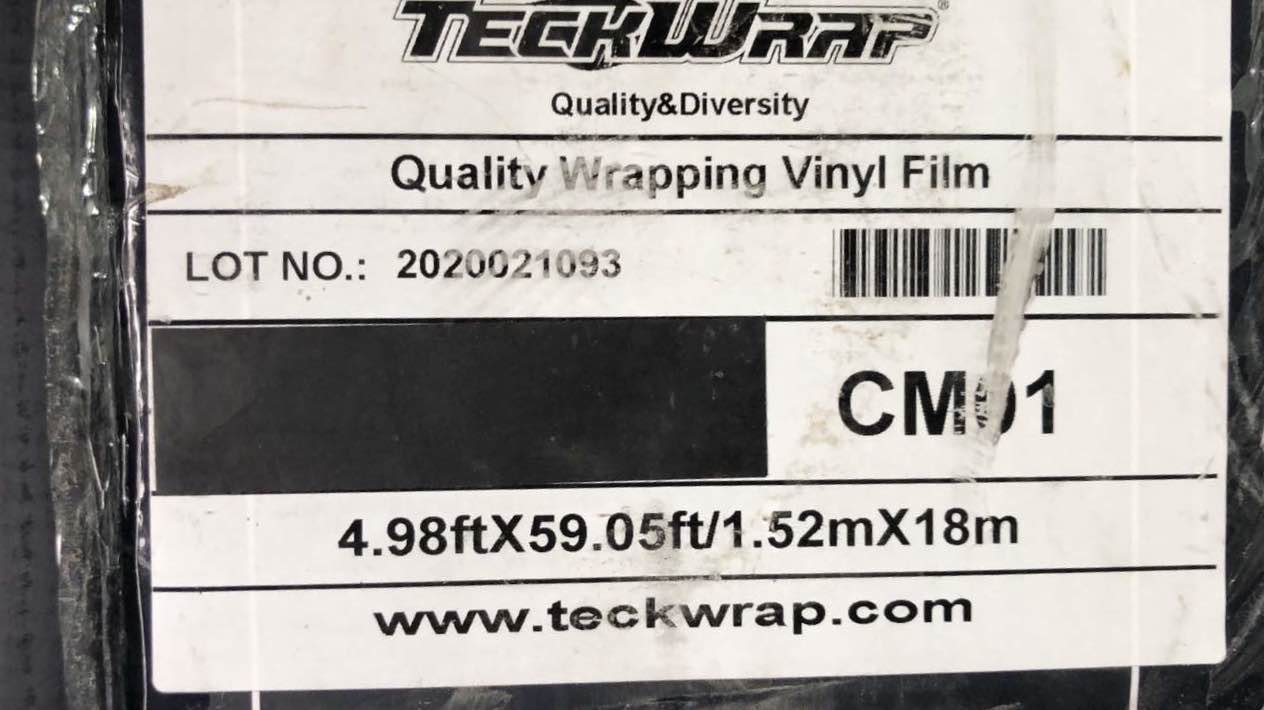 TECKWRAP®
Quality&Diversity
Quality Wrapping Vinyl Film
LOT NO.: 2020021093
CM01
4.98ftX59.05ft/1.52mX18m
www.teckwrap.com